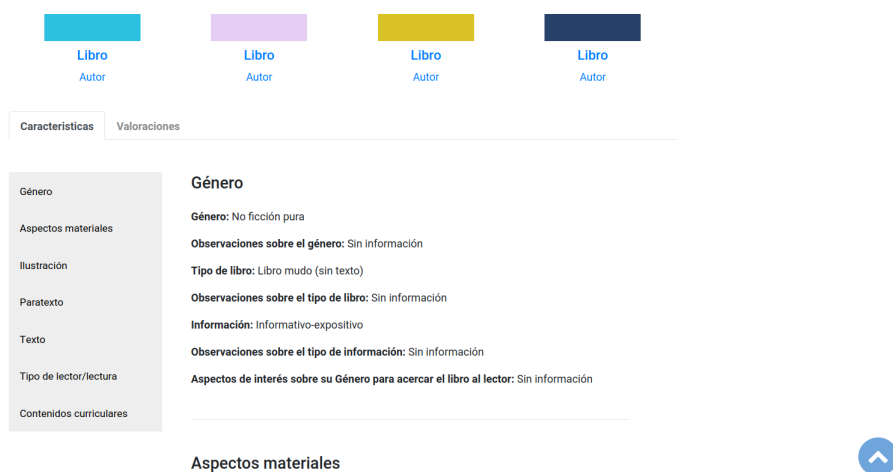 Libro Libro Libro Libro
Autor Autor Autor Autor
Caracteristicas Valoraciones
Género
Aspectos materiales
Ilustración
Paratexto
Texto
Tipo de lector/lectura
Contenidos curriculares
Género
Género: No ficción pura
Observaciones sobre el género: Sin información
Tipo de libro: Libro mudo (sin texto)
Observaciones sobre el tipo de libro: Sin información
Información: Informativo-expositivo
Observaciones sobre el tipo de información: Sin información
Aspectos de interés sobre su Género para acercar el libro al lector: Sin información
Aspectos materiales